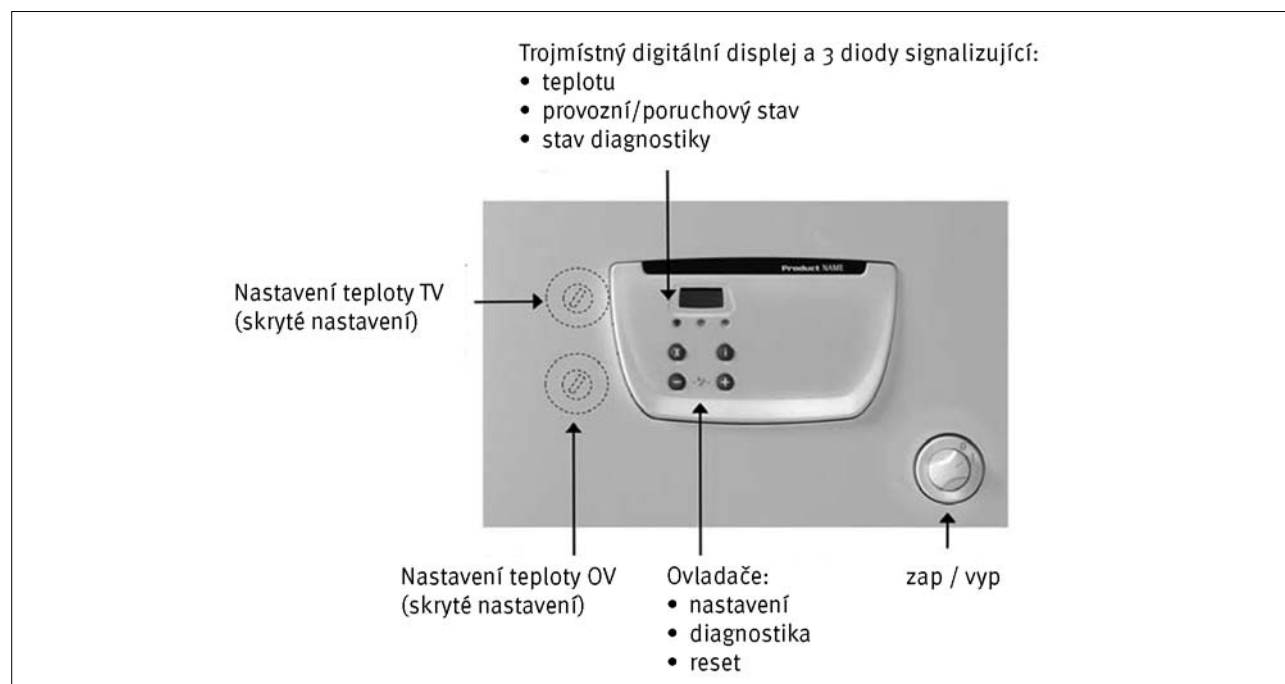 Trojmístný digitální displej a 3 diody signalizující:
• teplotu
• provozní/poruchový stav
• stav diagnostiky
Product NAME
Nastavení teploty TV
(skryté nastavení)
Nastavení teploty OV
(skryté nastavení)
Ovladače:
• nastavení
• diagnostika
• reset
zap / vyp